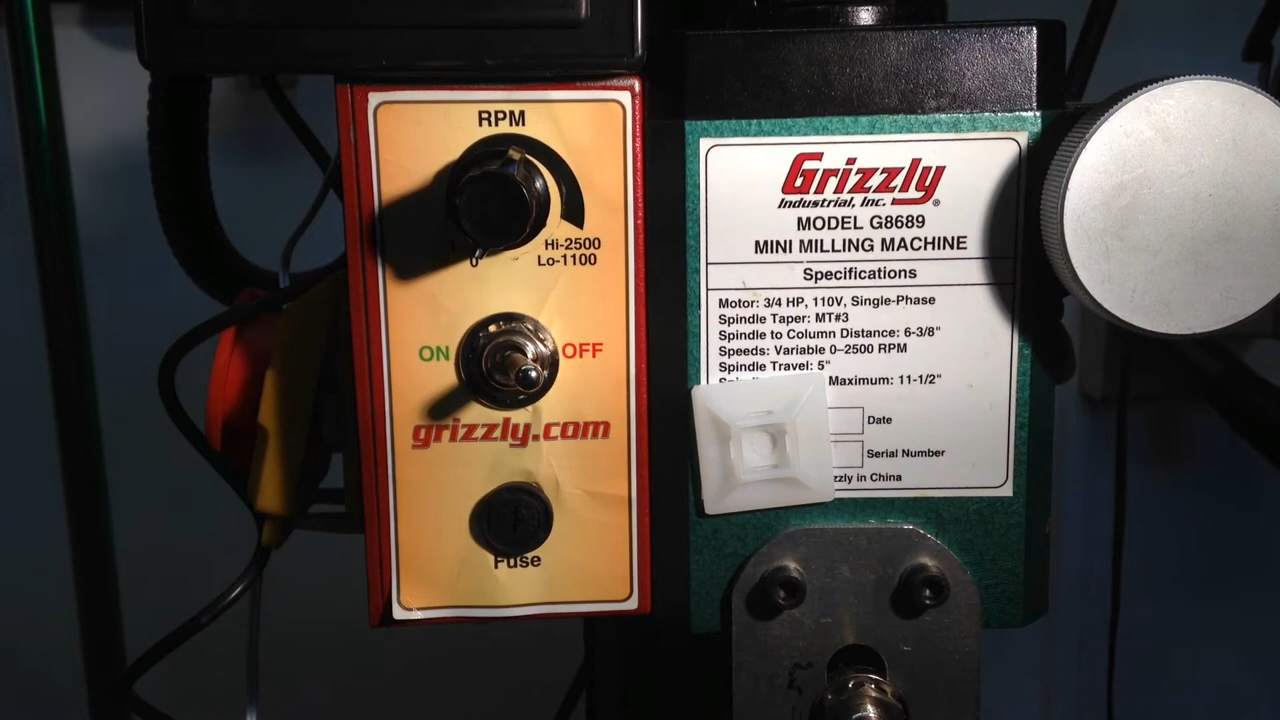 RPM
0
Hi-2500
Lo-1100
ON
OFF
grizzly.com
Fuse
Grizzly
Industrial, Inc. ®
MODEL G8689
MINI MILLING MACHINE
Specifications
Motor: 3/4 HP, 110V, Single-Phase
Spindle Taper: MT#3
Spindle to Column Distance: 6-3/8"
Speeds: Variable 0–2500 RPM
Spindle Travel: 5"
Maximum: 11-1/2"
Date
Serial Number
in China